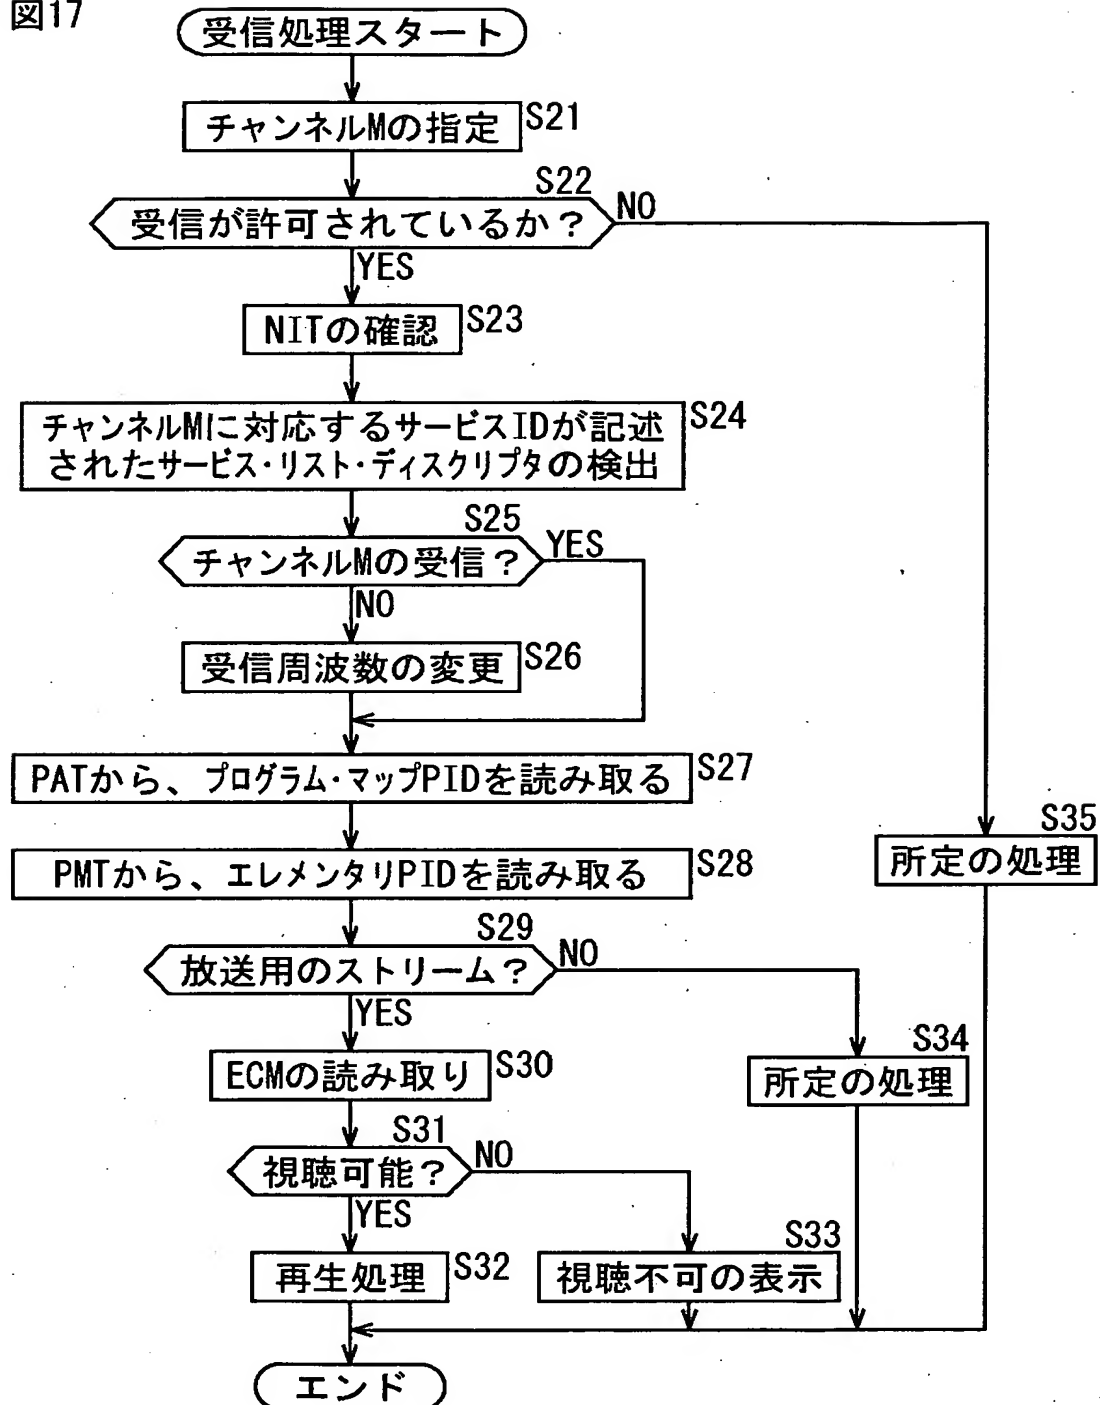 図17
受信処理スタート
チャンネルMの指定
S21
S22
受信が許可されているか？
NO
YES
NITの確認
S23
チャンネルMに対応するサービスIDが記述
されたサービス・リスト・ディスクリプタの検出
S24
S25
チャンネルMの受信？
YES
NO
受信周波数の変更
S26
PATから、プログラム・マップPIDを読み取る
S27
S35
所定の処理
PMTから、エレメンタリPIDを読み取る
S28
S29
放送用のストリーム？
NO
YES
S34
所定の処理
ECMの読み取り
S30
S31
視聴可能？
NO
YES
S33
視聴不可の表示
再生処理
S32
エンド